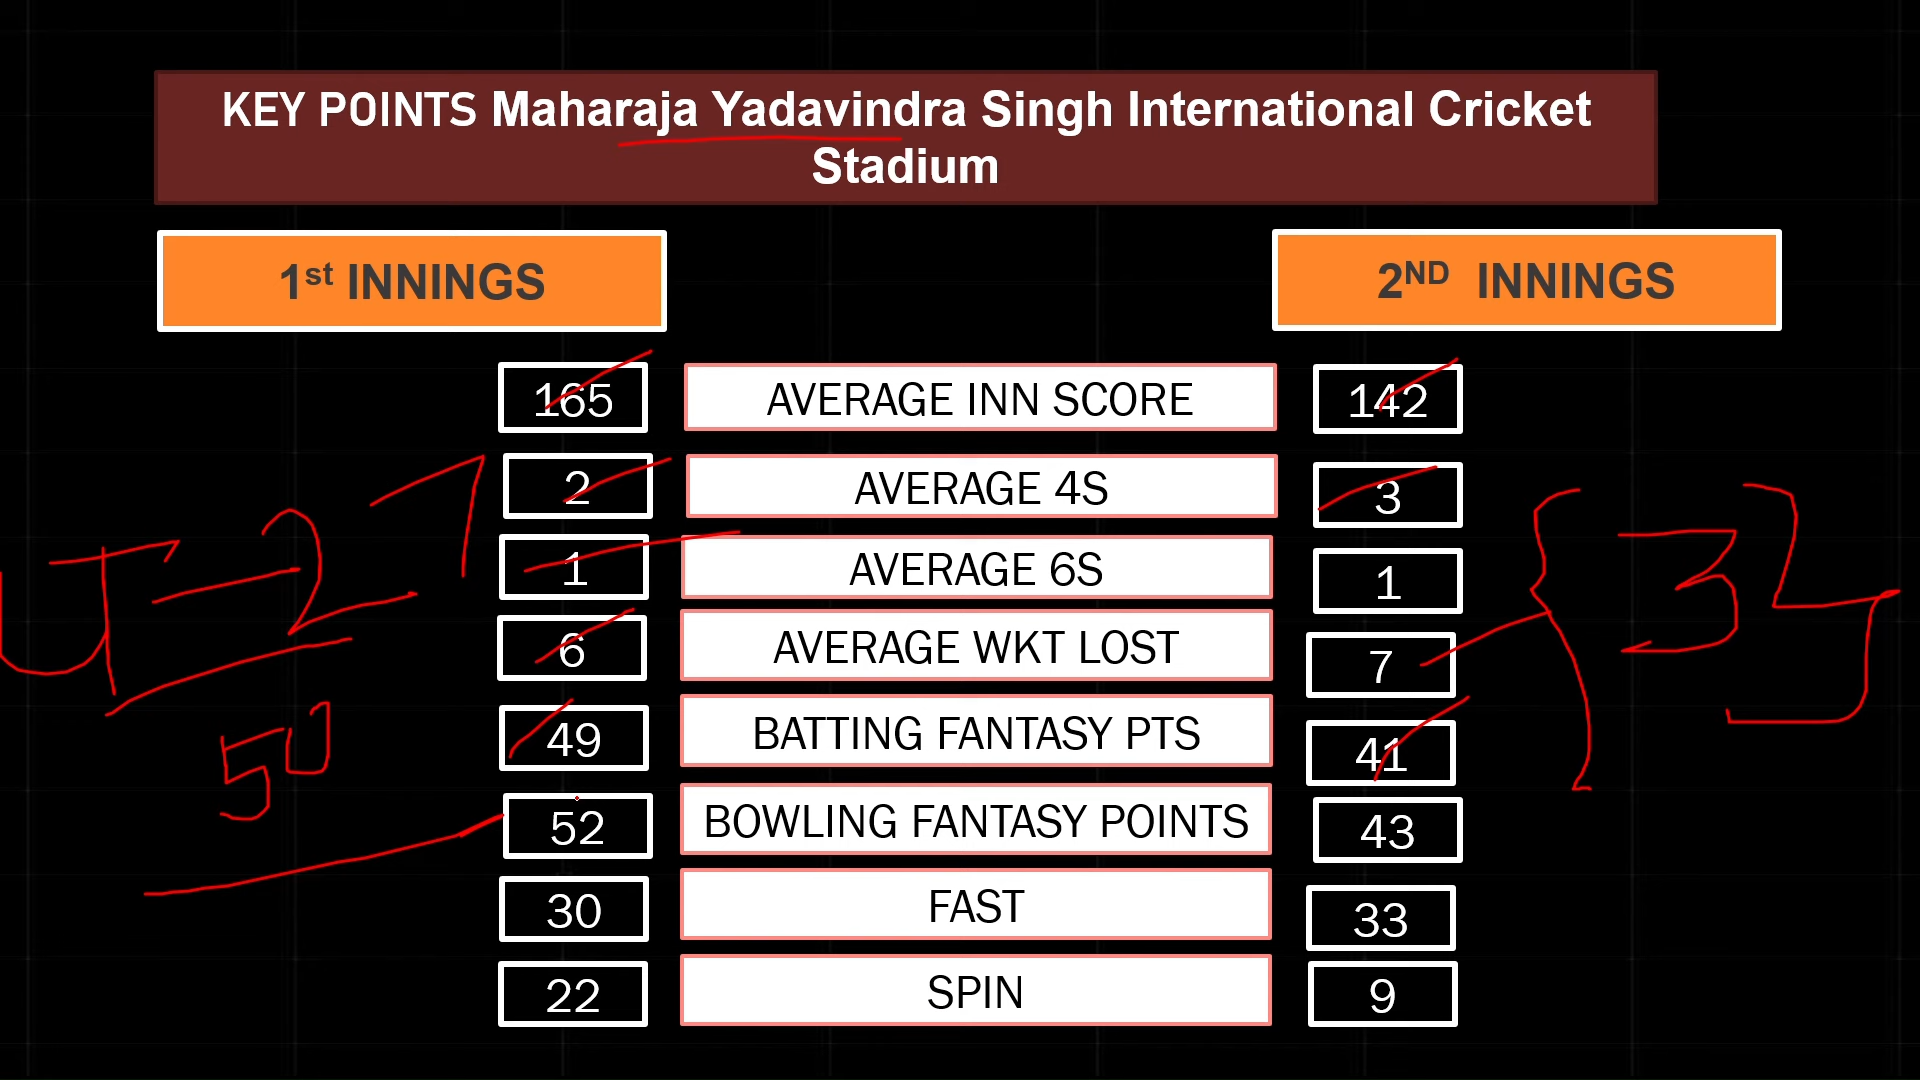 KEY POINTS Maharaja Yadavindra Singh International Cricket
Stadium
1st INNINGS
2ND INNINGS
165 AVERAGE INN SCORE 142
2 AVERAGE 4S 3
1 AVERAGE 6S 1
6 AVERAGE WKT LOST 7
49 BATTING FANTASY PTS 41
52 BOWLING FANTASY POINTS 43
30 FAST 33
22 SPIN 9
50